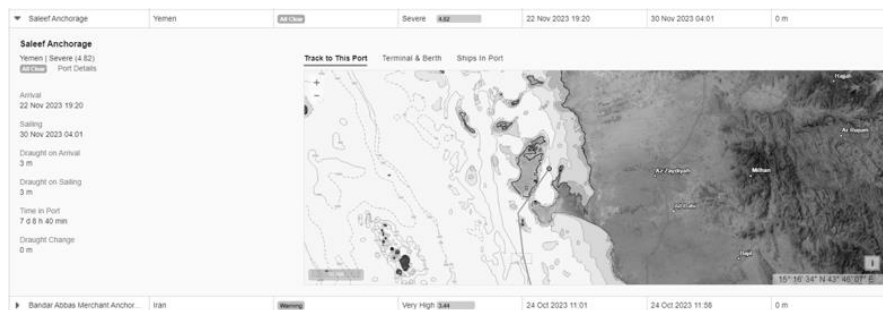 Saleef Anchorage Yemen All Clear Severe 4.82 22 Nov 2023 19:20 30 Nov 2023 04:01 0 m
Saleef Anchorage
Yemen | Severe (4.82)
All Clear Port Details
Arrival
22 Nov 2023 19:20
Sailing
30 Nov 2023 04:01
Draught on Arrival
3 m
Draught on Sailing
3 m
Time in Port
7 d 8 h 40 min
Draught Change
0 m
Track to This Port Terminal & Berth Ships In Port
+
-
Hajjah
Az Zaydiyah
Milhan
Bajil
15° 16' 34" N 43° 46' 07" E
Bandar Abbas Merchant Anchor... Iran Warning Very High 3.44 24 Oct 2023 11:01 24 Oct 2023 11:58 0 m